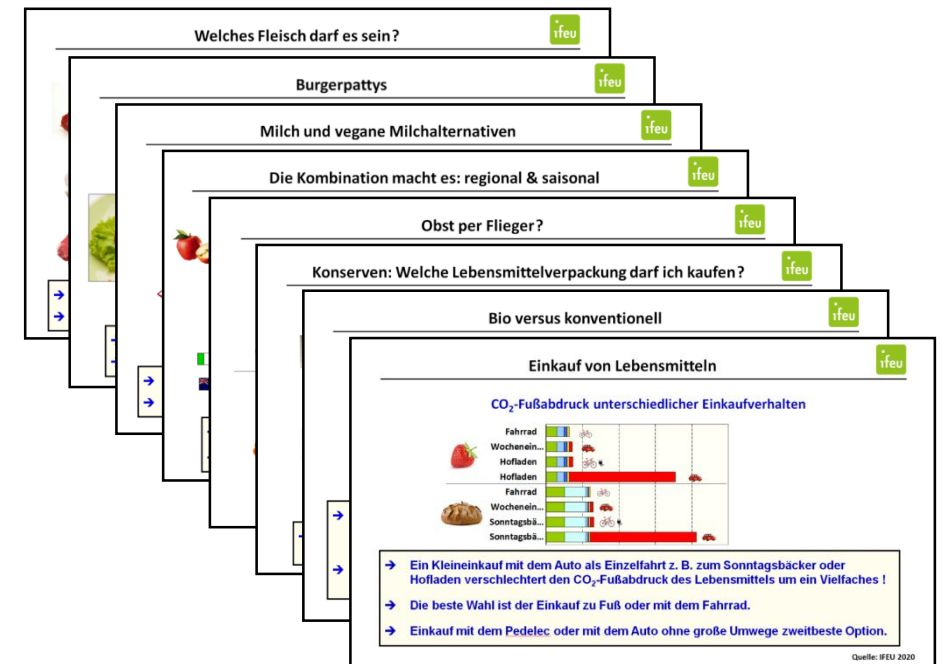 Welches Fleisch darf es sein?
ifeu
Burgerpattys
ifeu
Milch und vegane Milchalternativen
ifeu
Die Kombination macht es: regional & saisonal
ifeu
Obst per Flieger?
ifeu
Konserven: Welche Lebensmittelverpackung darf ich kaufen?
ifeu
Bio versus konventionell
ifeu
Einkauf von Lebensmitteln
ifeu
CO₂-Fußabdruck unterschiedlicher Einkaufverhalten
Fahrrad
Wochenein...
Hofladen
Hofladen
Fahrrad
Wochenein...
Sonntagsbä...
Sonntagsbä...
→ Ein Kleineinkauf mit dem Auto als Einzelfahrt z. B. zum Sonntagsbäcker oder
Hofladen verschlechtert den CO₂-Fußabdruck des Lebensmittels um ein Vielfaches !
→ Die beste Wahl ist der Einkauf zu Fuß oder mit dem Fahrrad.
→ Einkauf mit dem Pedelec oder mit dem Auto ohne große Umwege zweitbeste Option.
Quelle: IFEU 2020